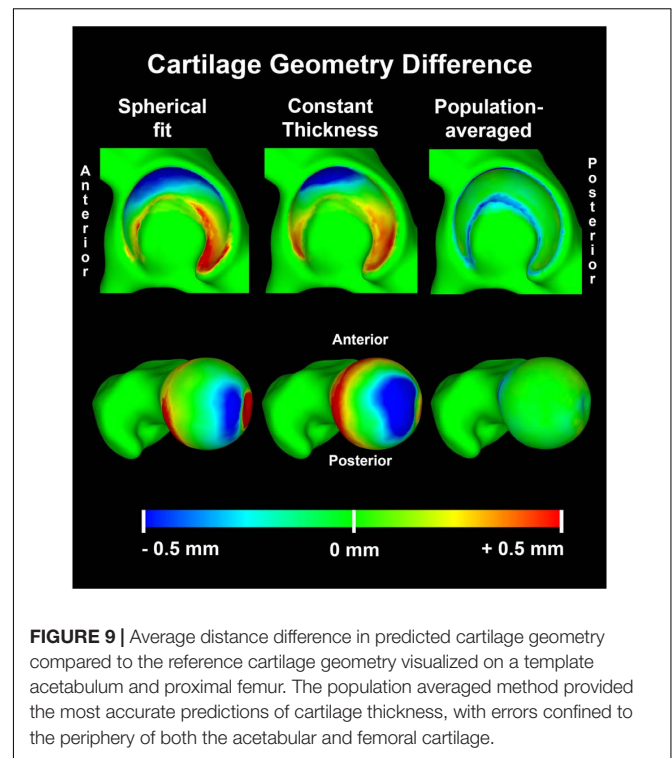 Cartilage Geometry Difference
Spherical
fit
Constant
Thickness
Population-
averaged
Anterior
Posterior
Anterior
Posterior
- 0.5 mm
0 mm
+ 0.5 mm
FIGURE 9 | Average distance difference in predicted cartilage geometry
compared to the reference cartilage geometry visualized on a template
acetabulum and proximal femur. The population averaged method provided
the most accurate predictions of cartilage thickness, with errors confined to
the periphery of both the acetabular and femoral cartilage.